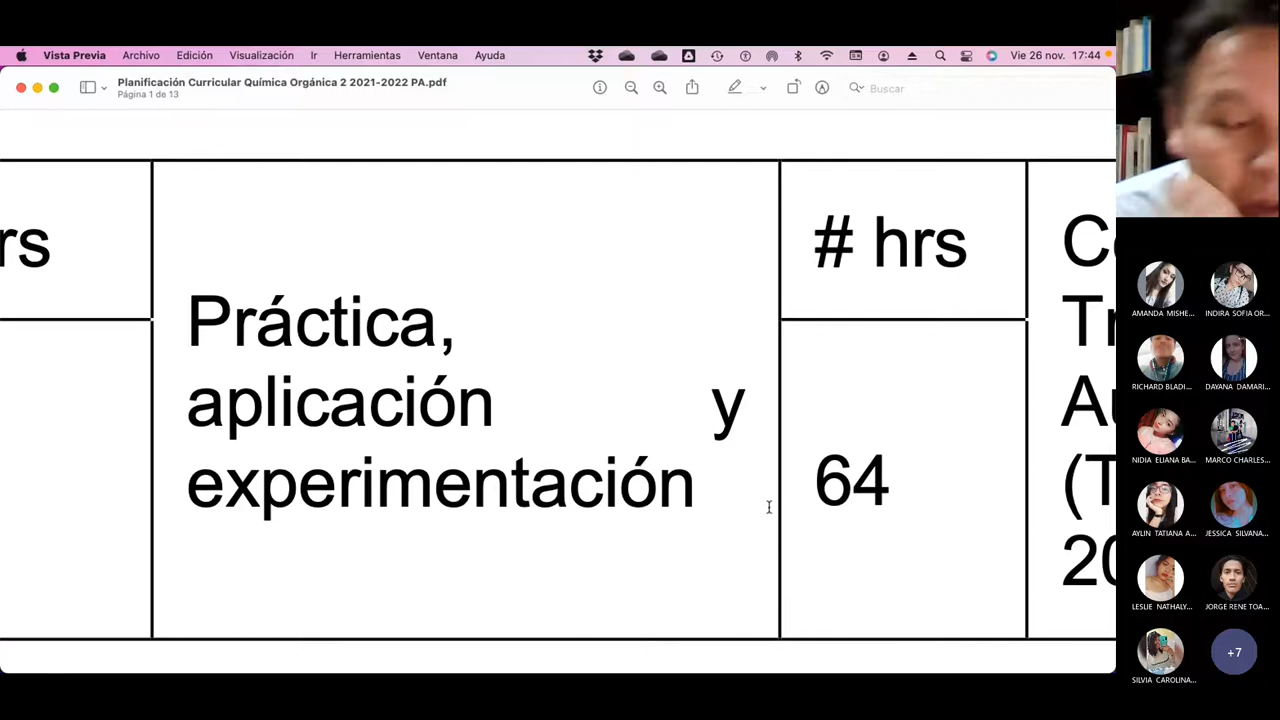 Vista Previa Archivo Edición Visualización Ir Herramientas Ventana Ayuda Vie 26 nov. 17:44
Planificación Curricular Química Orgánica 2 2021-2022 PA.pdf
Página 1 de 13
Buscar
rs
Práctica,
aplicación y
experimentación
# hrs
64
C
Tr
A
(T
20
AMANDA MISHE...
INDIRA SOFIA OR...
RICHARD BLADI...
DAYANA DAMARI...
NIDIA ELIANA BA...
MARCO CHARLES...
AYLIN TATIANA A...
JESSICA SILVANA...
LESLIE NATHALY...
JORGE RENE TOA...
SILVIA CAROLINA...
+7